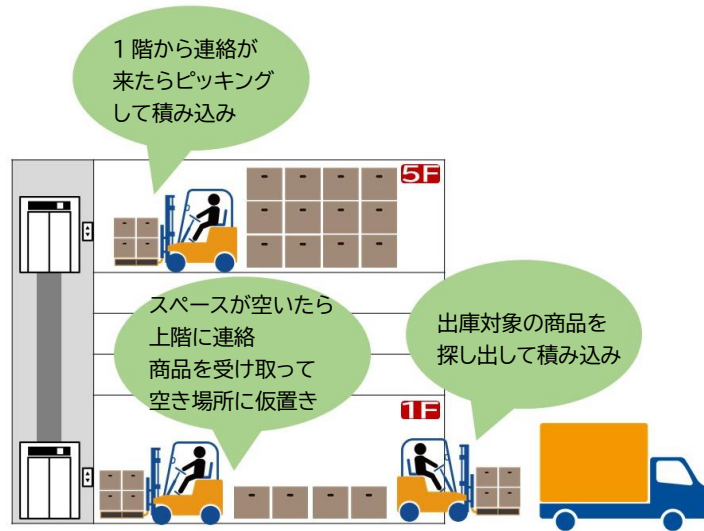 1階から連絡が
来たらピッキング
して積み込み
5F
スペースが空いたら
上階に連絡
商品を受け取って
空き場所に仮置き
出庫対象の商品を
探し出して積み込み
1F